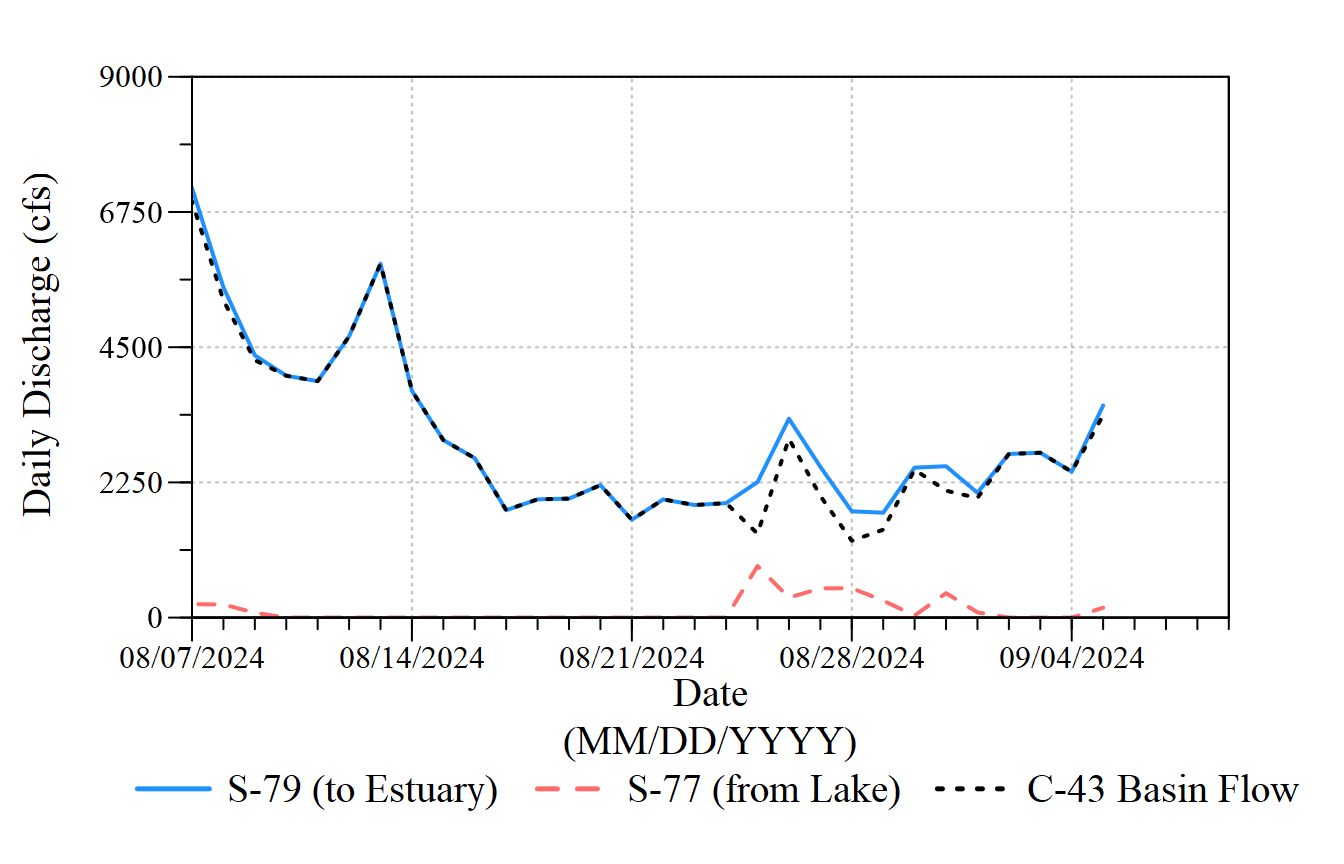 9000
6750
4500
2250
0
Daily Discharge (cfs)
08/07/2024 08/14/2024 08/21/2024 08/28/2024 09/04/2024
Date
(MM/DD/YYYY)
S-79 (to Estuary) S-77 (from Lake) C-43 Basin Flow